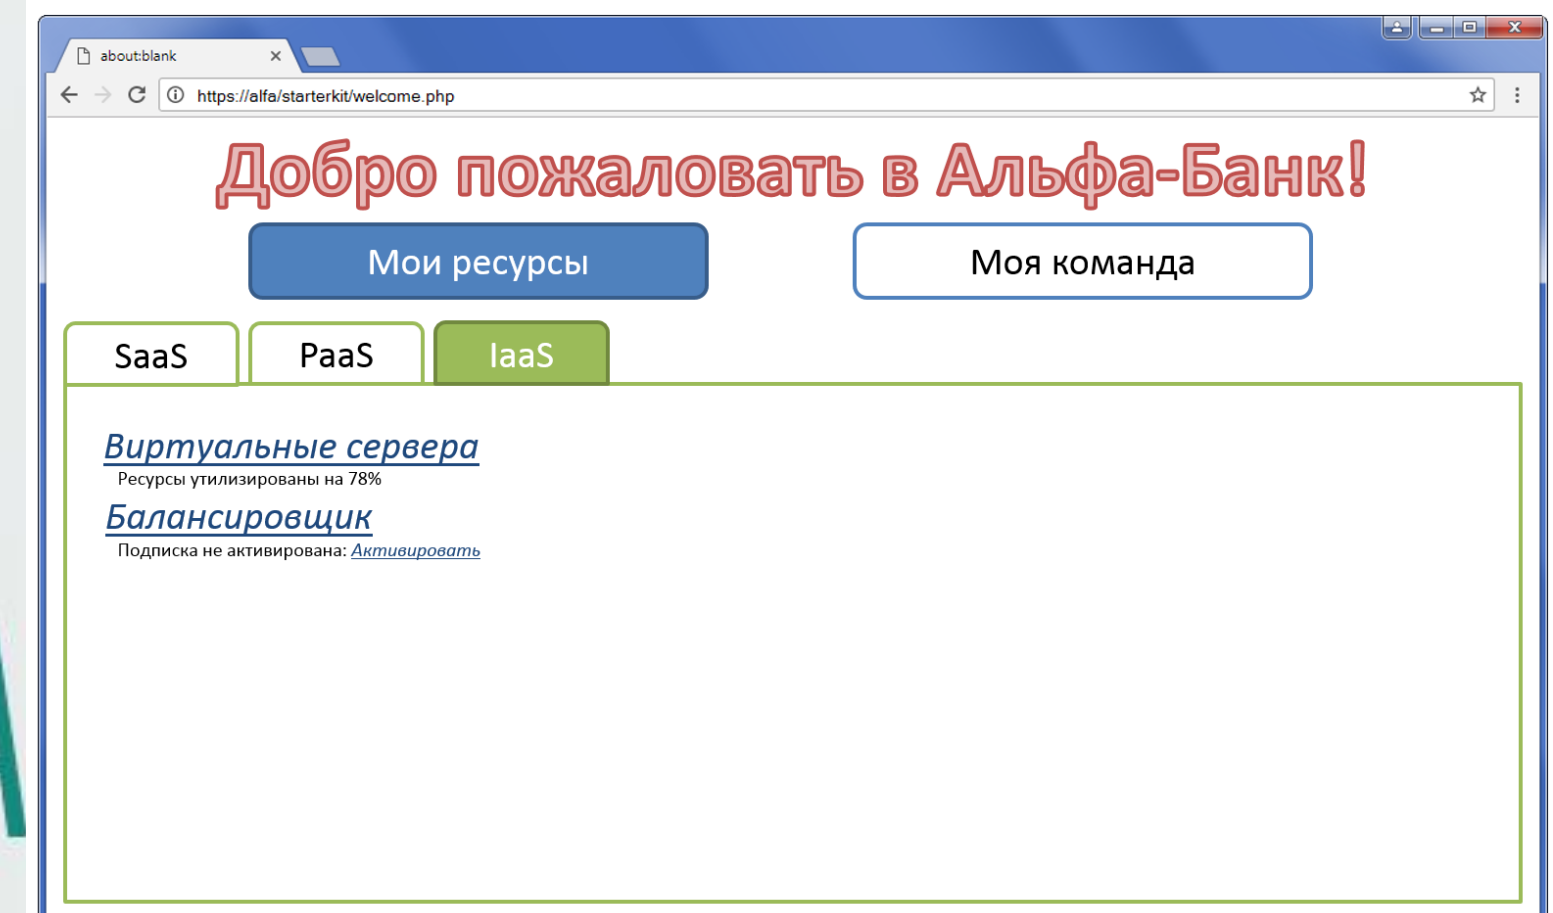 about:blank
https://alfa/starterkit/welcome.php
Добро пожаловать в Альфа-Банк!
Мои ресурсы
Моя команда
SaaS
PaaS
IaaS
Виртуальные сервера
Ресурсы утилизированы на 78%
Балансировщик
Подписка не активирована: Активировать